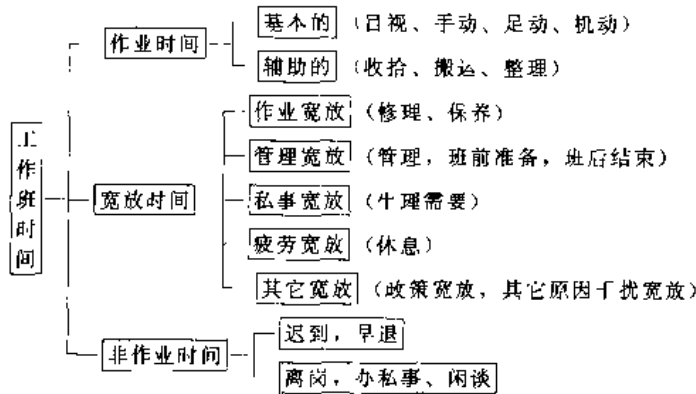 工作班时间
作业时间
基本的（目视、手动、足动、机动）
辅助的（收拾、搬运、整理）
宽放时间
作业宽放（修理、保养）
管理宽放（管理，班前准备，班后结束）
私事宽放（生理需要）
疲劳宽放（休息）
其它宽放（政策宽放，其它原因干扰宽放）
非作业时间
迟到，早退
离岗，办私事、闲谈